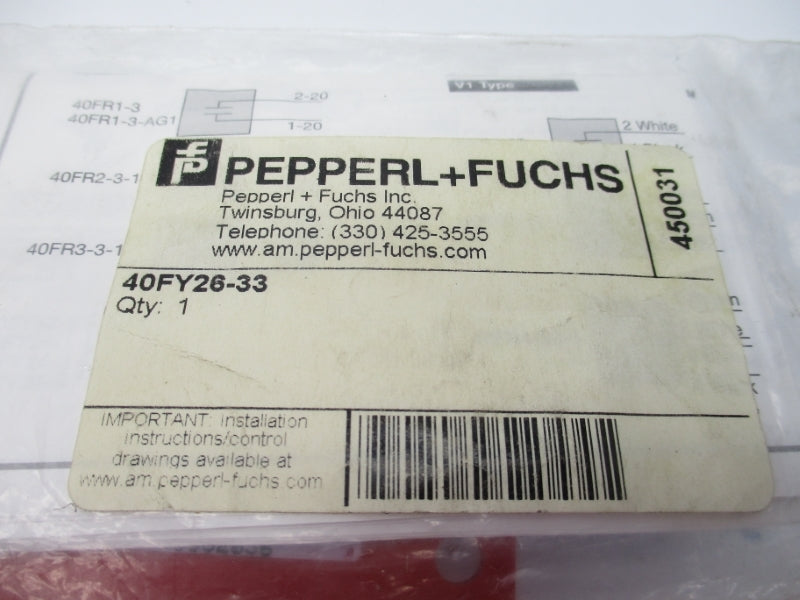 V1 Type
40FR1-3
2-20
40FR1-3-AG1
1-20
2 White
40FR2-3-1
40FR3-3-1
PEPPERL+FUCHS
Pepperl + Fuchs Inc.
Twinsburg, Ohio 44087
Telephone: (330) 425-3555
www.am.pepperl-fuchs.com
450031
40FY26-33
Qty: 1
IMPORTANT: Installation
instructions/control
drawings available at
www.am.pepperl-fuchs.com